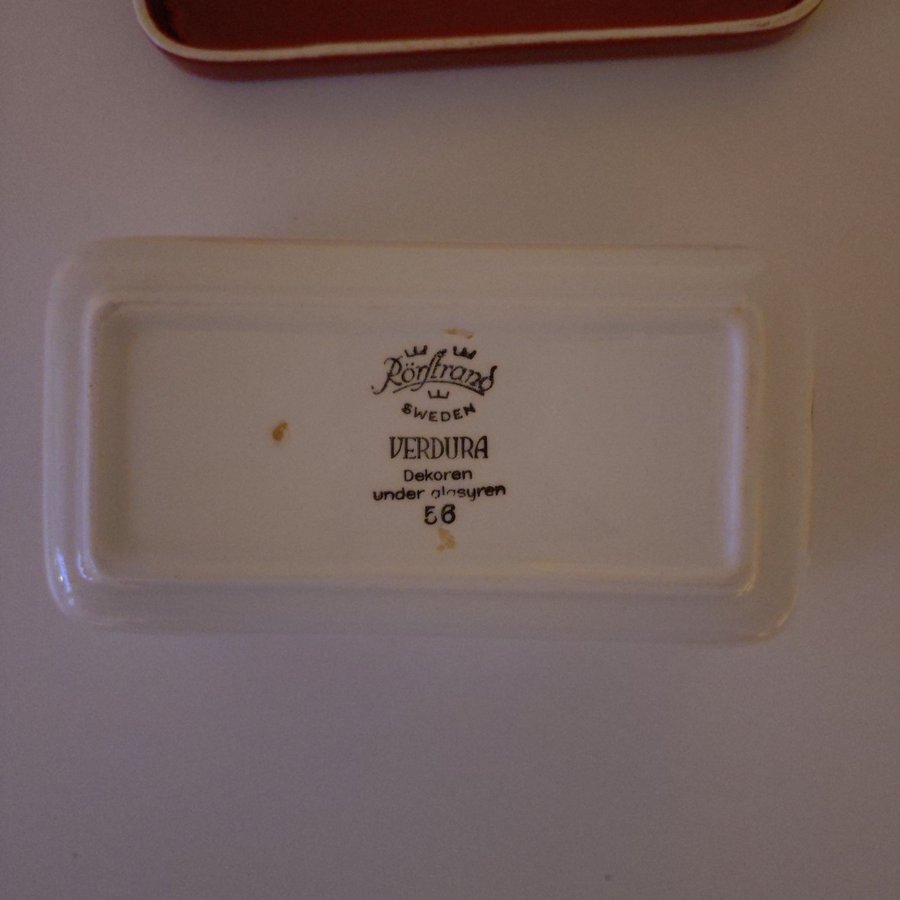 Rörstrand
SWEDEN
VERDURA
Dekoren
under glasyren
56